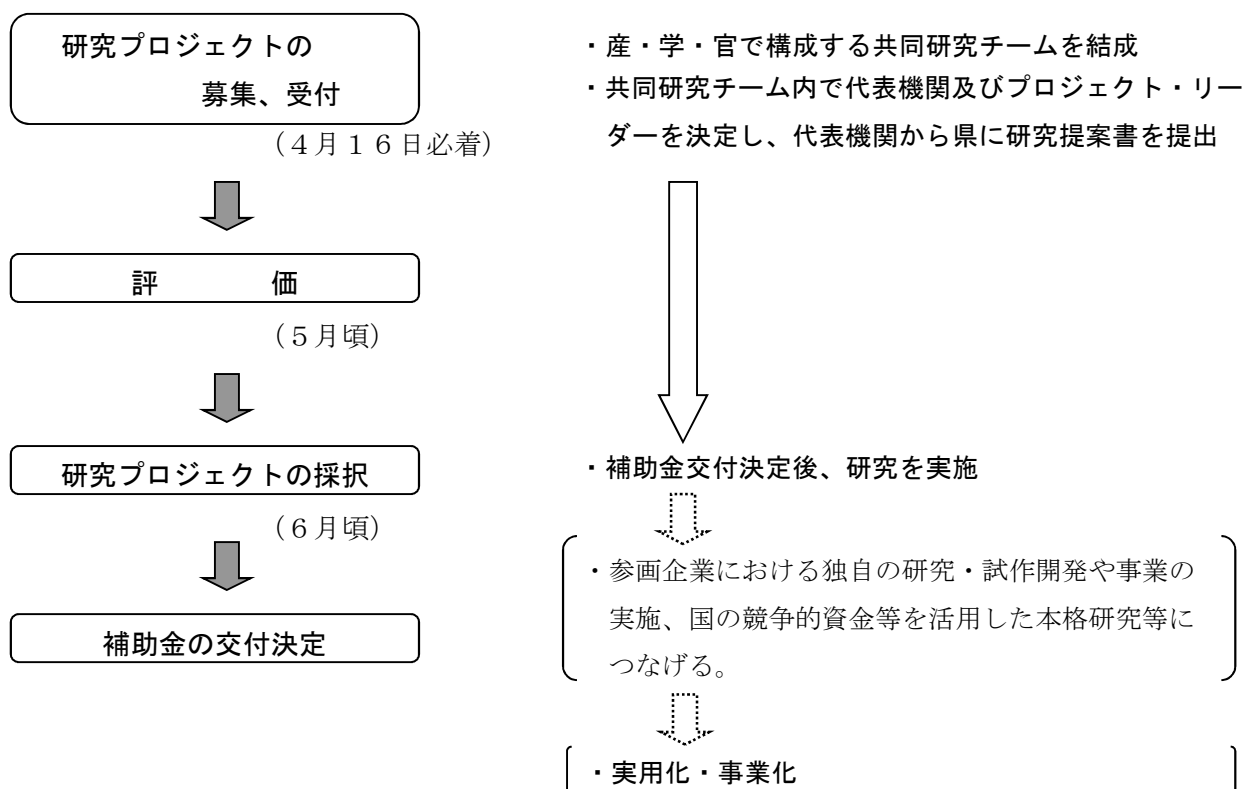 研究プロジェクトの
募集、受付
（４月１６日必着）
評　　　　価
（５月頃）
研究プロジェクトの採択
（６月頃）
補助金の交付決定
・産・学・官で構成する共同研究チームを結成
・共同研究チーム内で代表機関及びプロジェクト・リー
ダーを決定し、代表機関から県に研究提案書を提出
・補助金交付決定後、研究を実施
・参画企業における独自の研究・試作開発や事業の
実施、国の競争的資金等を活用した本格研究等に
つなげる。
・実用化・事業化